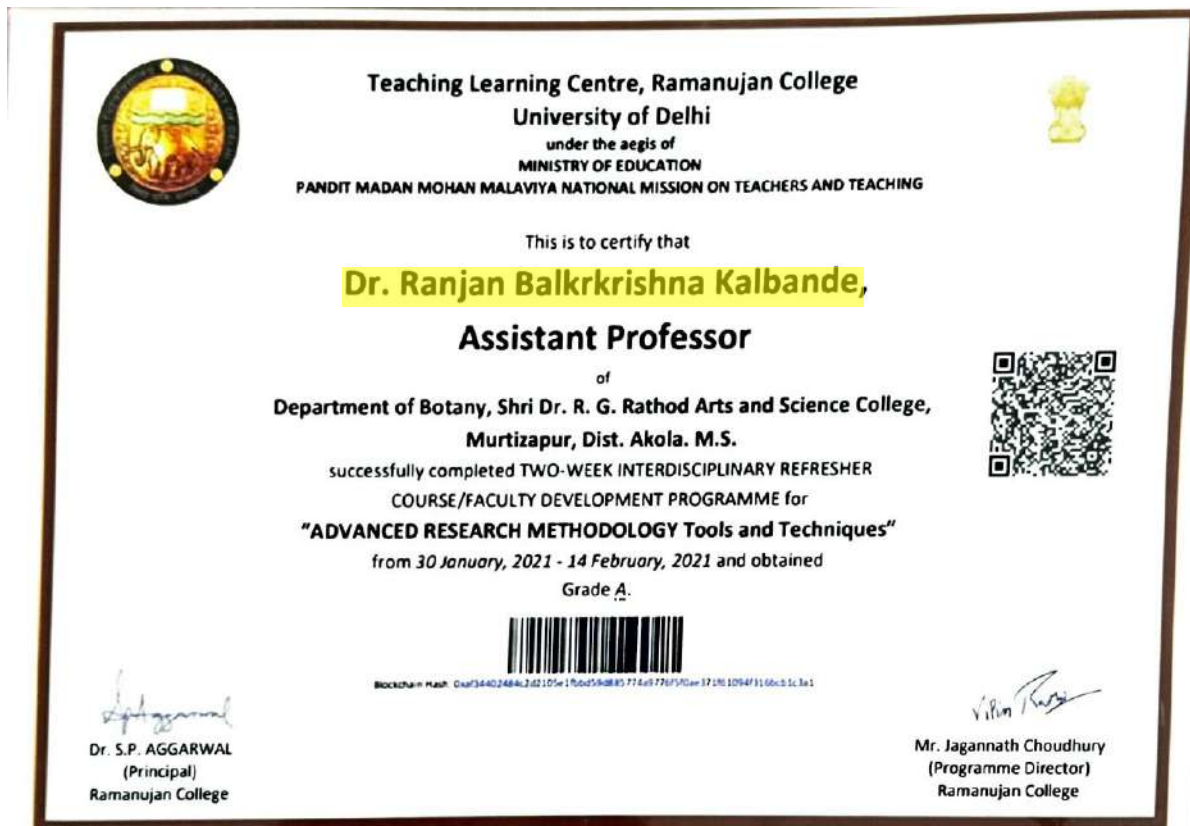 Teaching Learning Centre, Ramanujan College
University of Delhi
under the aegis of
MINISTRY OF EDUCATION
PANDIT MADAN MOHAN MALAVIYA NATIONAL MISSION ON TEACHERS AND TEACHING
This is to certify that
Dr. Ranjan Balkrkrishna Kalbande,
Assistant Professor
of
Department of Botany, Shri Dr. R. G. Rathod Arts and Science College,
Murtizapur, Dist. Akola. M.S.
successfully completed TWO-WEEK INTERDISCIPLINARY REFRESHER
COURSE/FACULTY DEVELOPMENT PROGRAMME for
"ADVANCED RESEARCH METHODOLOGY Tools and Techniques"
from 30 January, 2021 - 14 February, 2021 and obtained
Grade A.
Blockchain Hash:
SpAggarwal
Dr. S.P. AGGARWAL
(Principal)
Ramanujan College
Vipin
Mr. Jagannath Choudhury
(Programme Director)
Ramanujan College